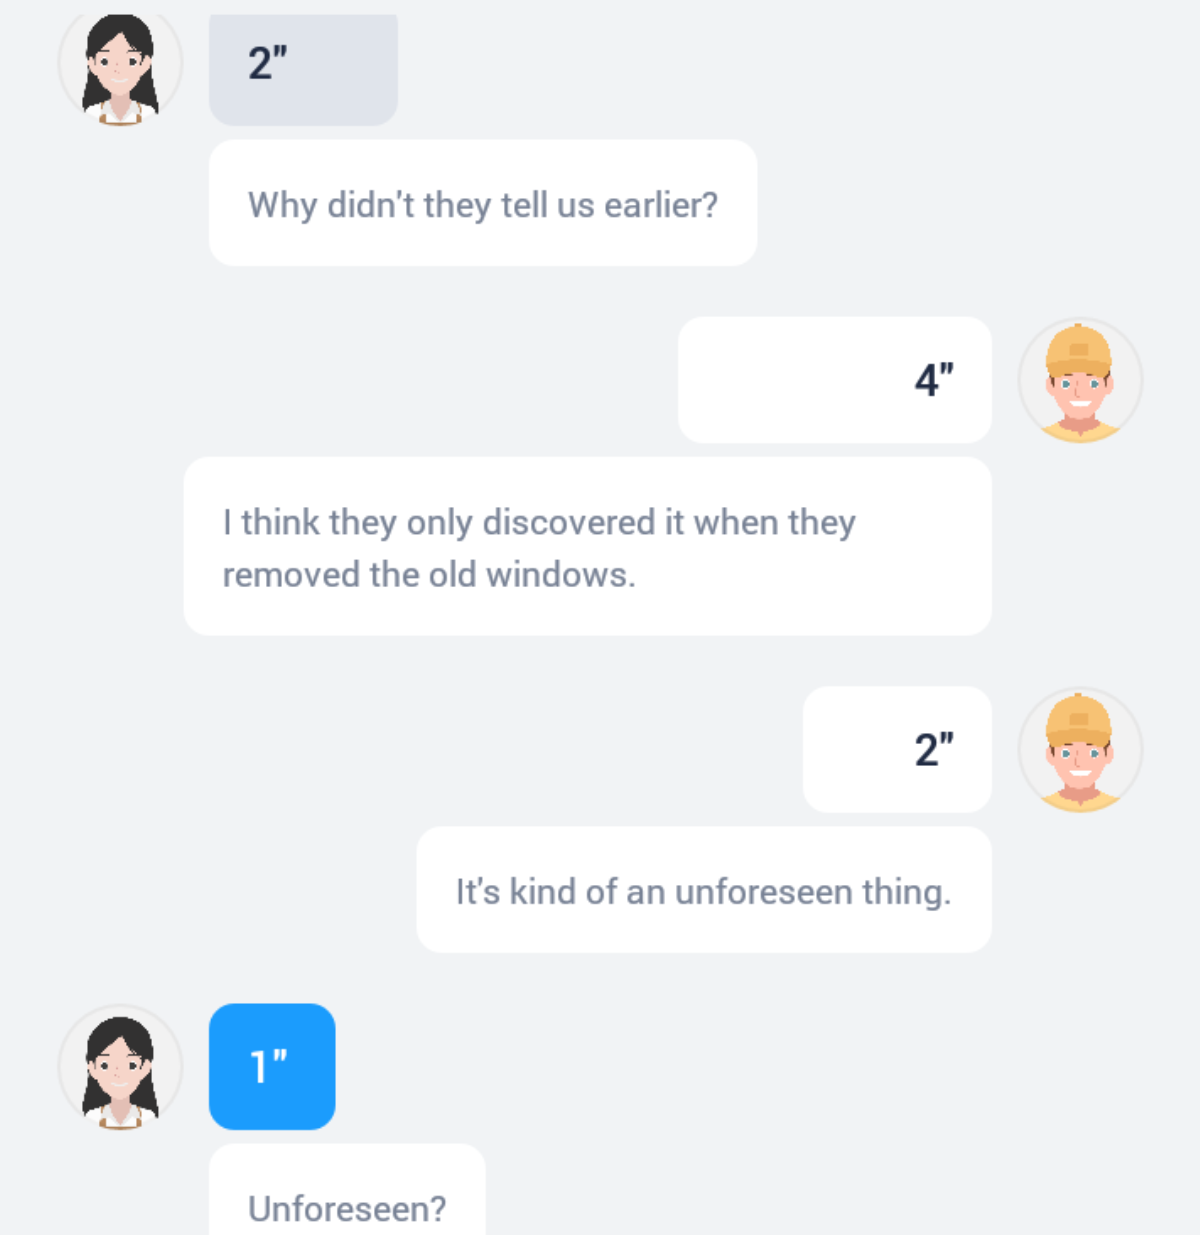 2"
Why didn't they tell us earlier?
4"
I think they only discovered it when they
removed the old windows.
2"
It's kind of an unforeseen thing.
1"
Unforeseen?